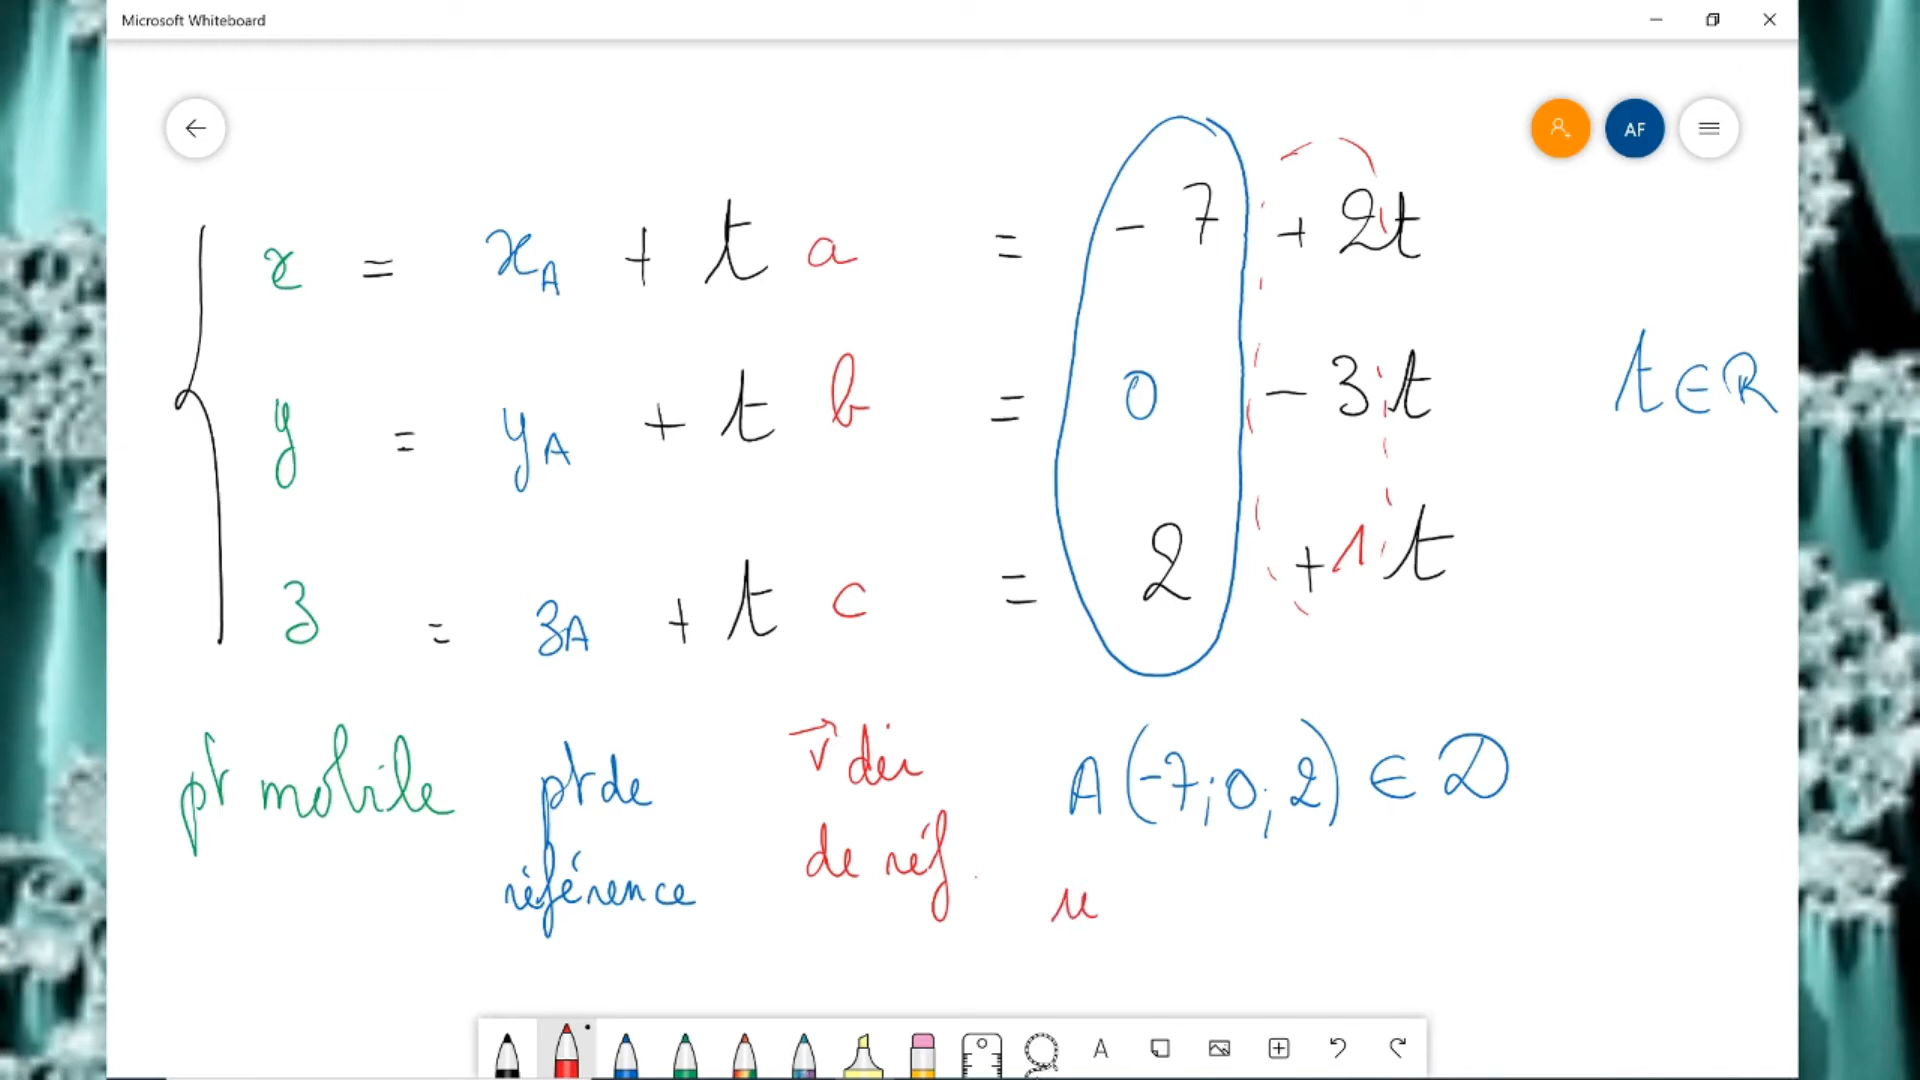 Microsoft Whiteboard
AF
x = xA + t a = - 7 + 2t
y = yA + t b = 0 - 3t t ∈ R
z = zA + t c = 2 + 1 t
pt mobile pt de v⃗ dir A(-7; 0; 2) ∈ D
référence de réf. u
A